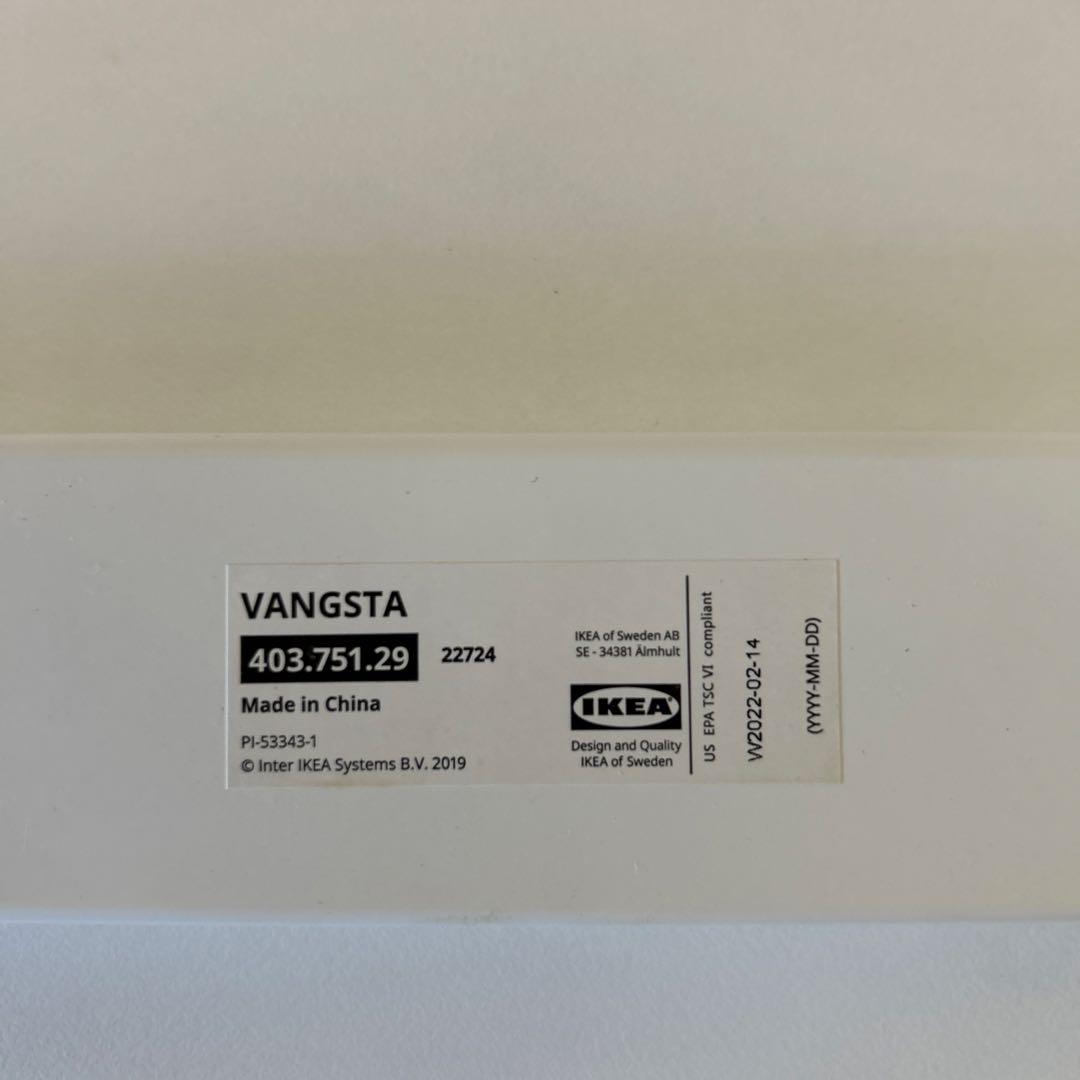 VANGSTA
403.751.29 22724
Made in China
PI-53343-1
© Inter IKEA Systems B.V. 2019
IKEA of Sweden AB
SE - 34381 Älmhult
IKEA
Design and Quality
IKEA of Sweden
US EPA TSC VI compliant
W2022-02-14
(YYYY-MM-DD)